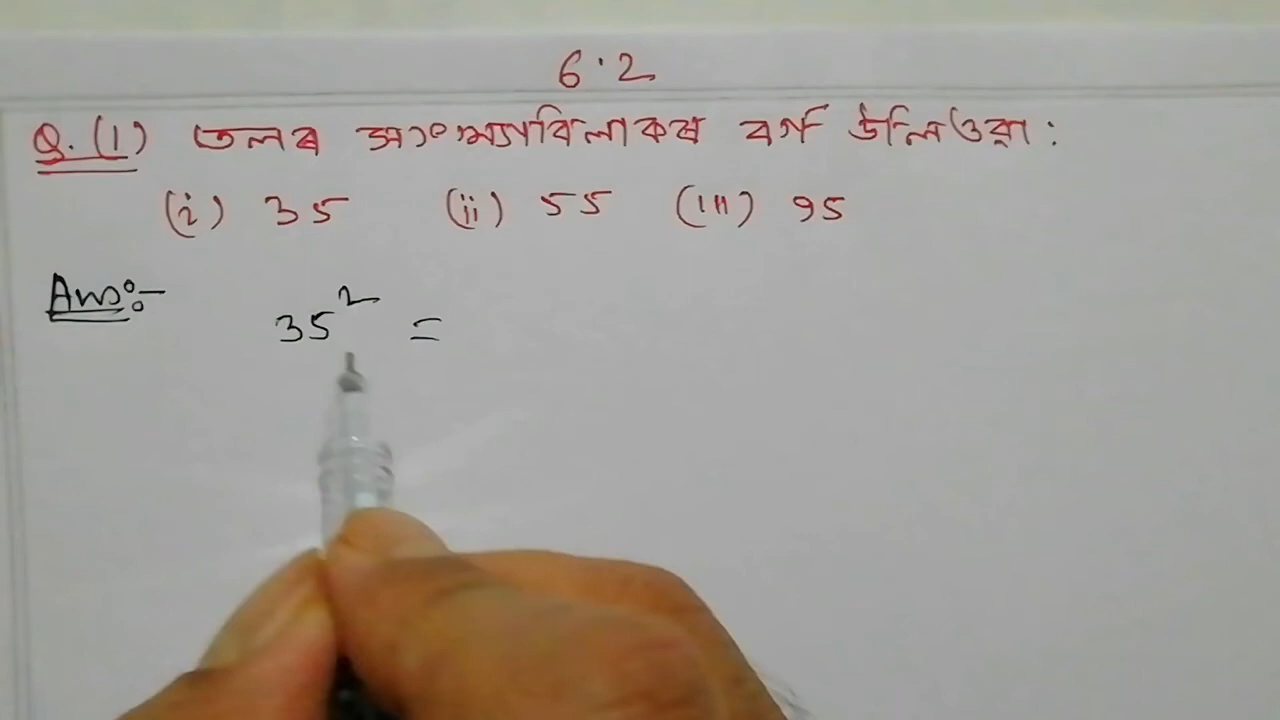 6.2
Q. (1) তলৰ সংখ্যাবিলাকৰ বৰ্গ উলিওৱা :
(i) 35 (ii) 55 (iii) 95
Ans:-
35² =